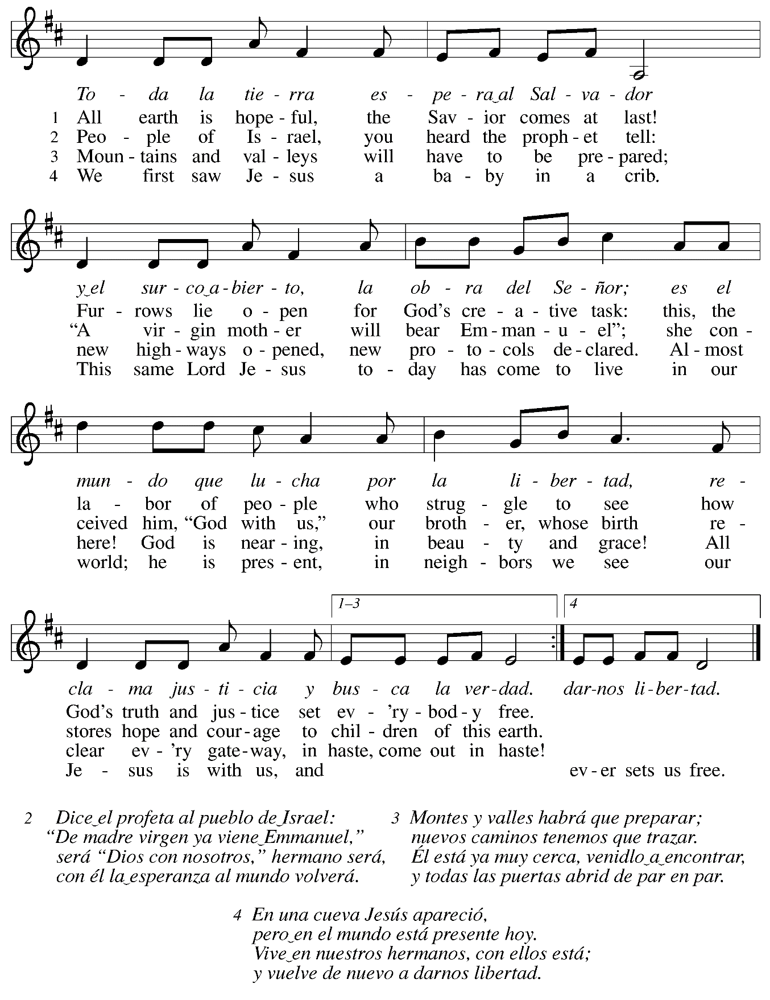 To - da la tie - rra es - pe - ra‿al Sal - va - dor
1 All earth is hope - ful, the Sav - ior comes at last!
2 Peo - ple of Is - rael, you heard the proph - et tell:
3 Moun - tains and val - leys will have to be pre - pared;
4 We first saw Je - sus a ba - by in a crib.
y‿el sur - co‿a - bier - to, la ob - ra del Se - ñor; es el
Fur - rows lie o - pen for God’s cre - a - tive task: this, the
“A vir - gin moth - er will bear Em - man - u - el”; she con -
new high - ways o - pened, new pro - to - cols de - clared. Al - most
This same Lord Je - sus to - day has come to live in our
mun - do que lu - cha por la li - ber - tad, re -
la - bor of peo - ple who strug - gle to see how
ceived him, “God with us,” our broth - er, whose birth re -
here! God is near - ing, in beau - ty and grace! All
world; he is pres - ent, in neigh - bors we see our
1–3 4
cla - ma jus - ti - cia y bus - ca la ver - dad. dar - nos li - ber - tad.
God’s truth and jus - tice set ev - ’ry - bod - y free.
stores hope and cour - age to chil - dren of this earth.
clear ev - ’ry gate - way, in haste, come out in haste!
Je - sus is with us, and ev - er sets us free.
2 Dice‿el profeta al pueblo de‿Israel:
“De madre virgen ya viene‿Emmanuel,”
será “Dios con nosotros,” hermano será,
con él la‿esperanza al mundo volverá.
3 Montes y valles habrá que preparar;
nuevos caminos tenemos que trazar.
Él está ya muy cerca, venidlo‿a‿encontrar,
y todas las puertas abrid de par en par.
4 En una cueva Jesús apareció,
pero‿en el mundo está presente hoy.
Vive‿en nuestros hermanos, con ellos está;
y vuelve de nuevo a darnos libertad.